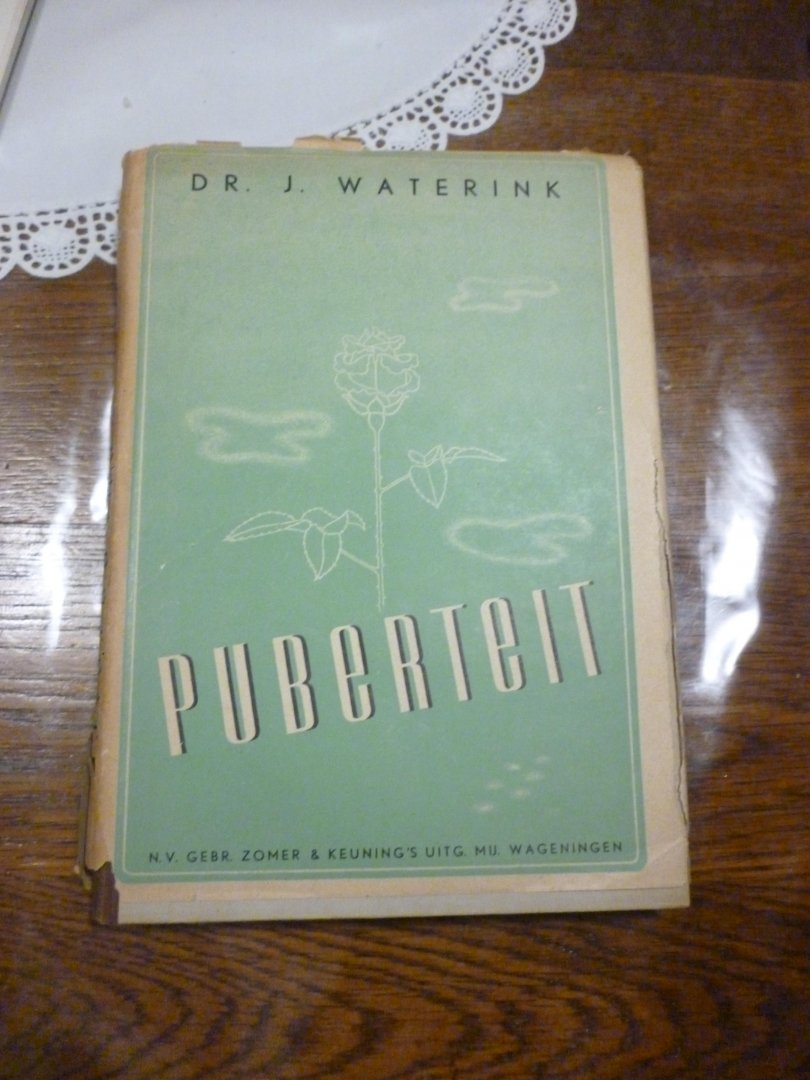 DR. J. WATERINK
PUBeRTeIT
N.V. GEBR. ZOMER & KEUNING'S UITG. MIJ. WAGENINGEN